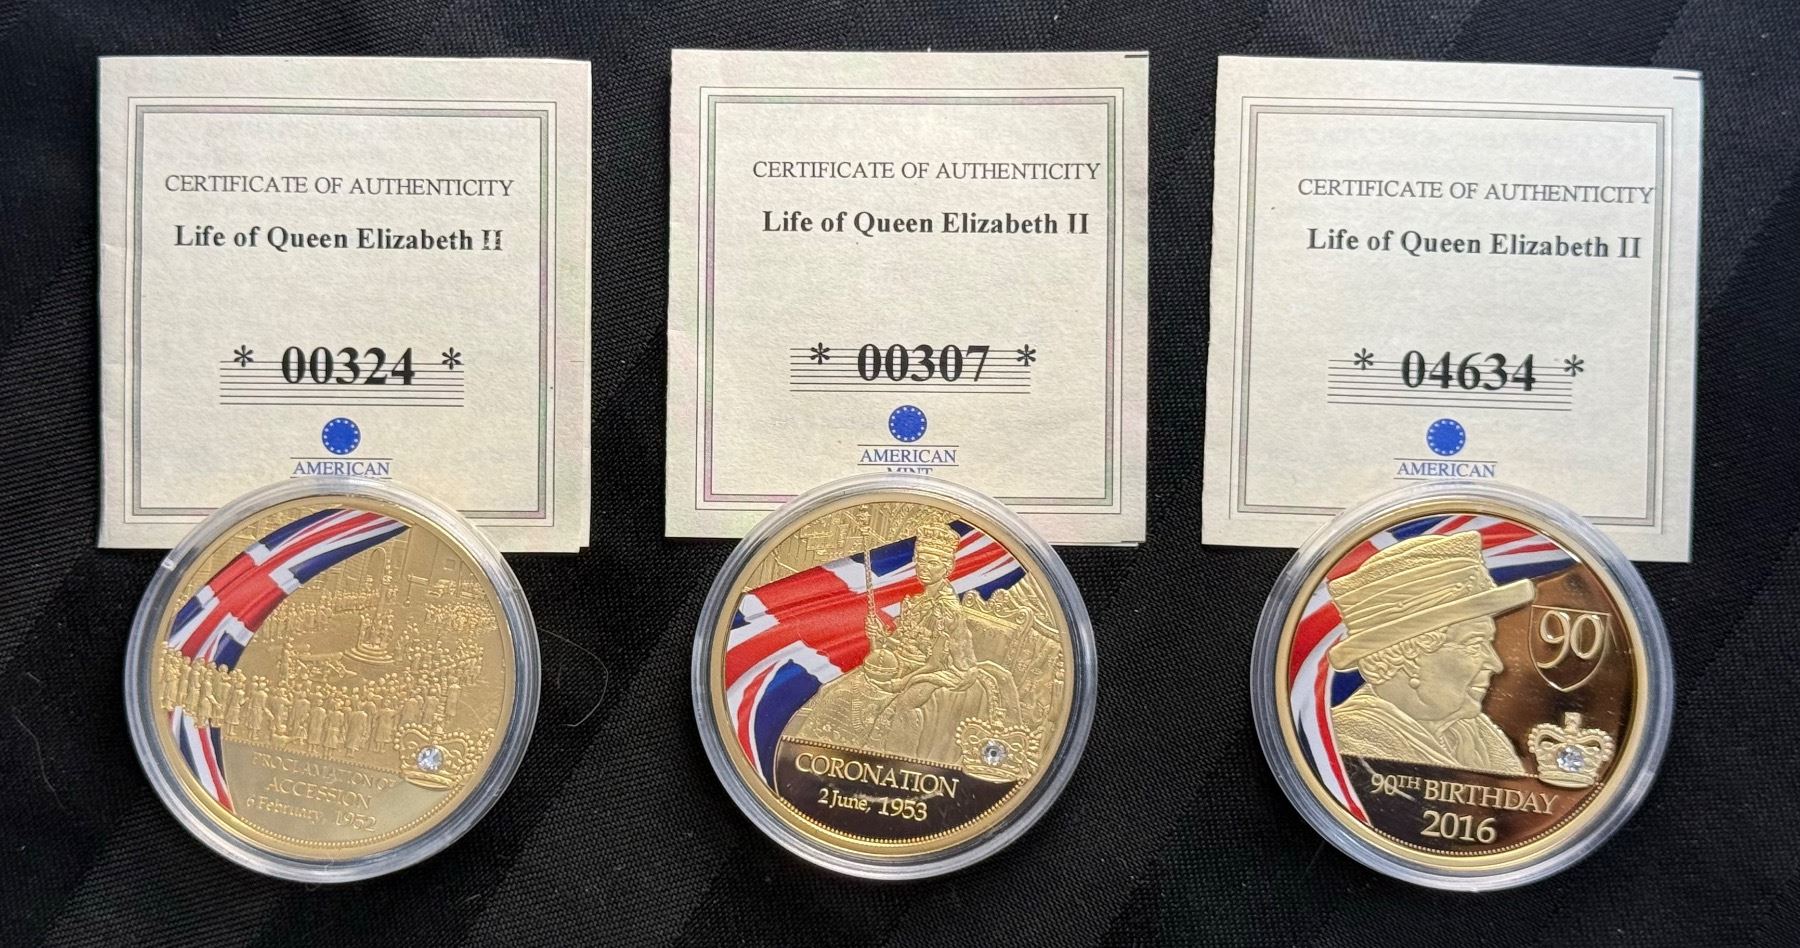 CERTIFICATE OF AUTHENTICITY
Life of Queen Elizabeth II
* 00324 *
AMERICAN
PROCLAMATION OF
ACCESSION
6 February, 1952
CERTIFICATE OF AUTHENTICITY
Life of Queen Elizabeth II
* 00307 *
AMERICAN
MINT
CORONATION
2 June, 1953
CERTIFICATE OF AUTHENTICITY
Life of Queen Elizabeth II
* 04634 *
AMERICAN
90
90TH BIRTHDAY
2016